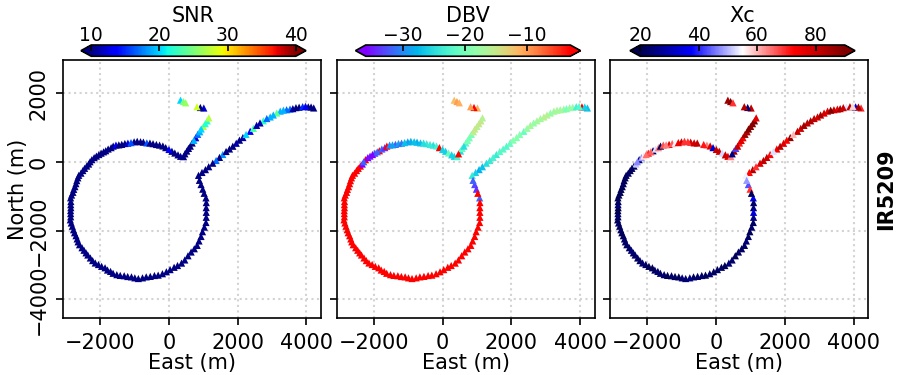 SNR
10 20 30 40
DBV
−30 −20 −10
Xc
20 40 60 80
North (m)
2000
0
−2000
−4000
−2000 0 2000 4000
East (m)
−2000 0 2000 4000
East (m)
−2000 0 2000 4000
East (m)
IR5209